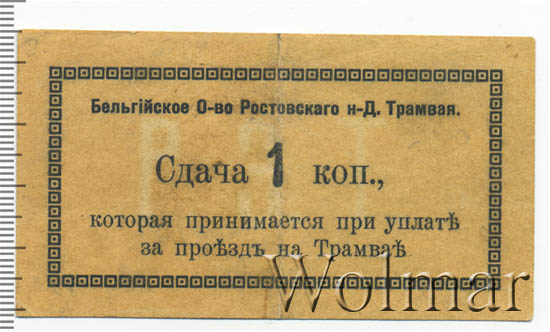 Бельгійское О-во Ростовскаго н-Д. Трамвая.
Сдача 1 коп.,
которая принимается при уплатѣ
за проѣздъ на Трамваѣ
Wolmar